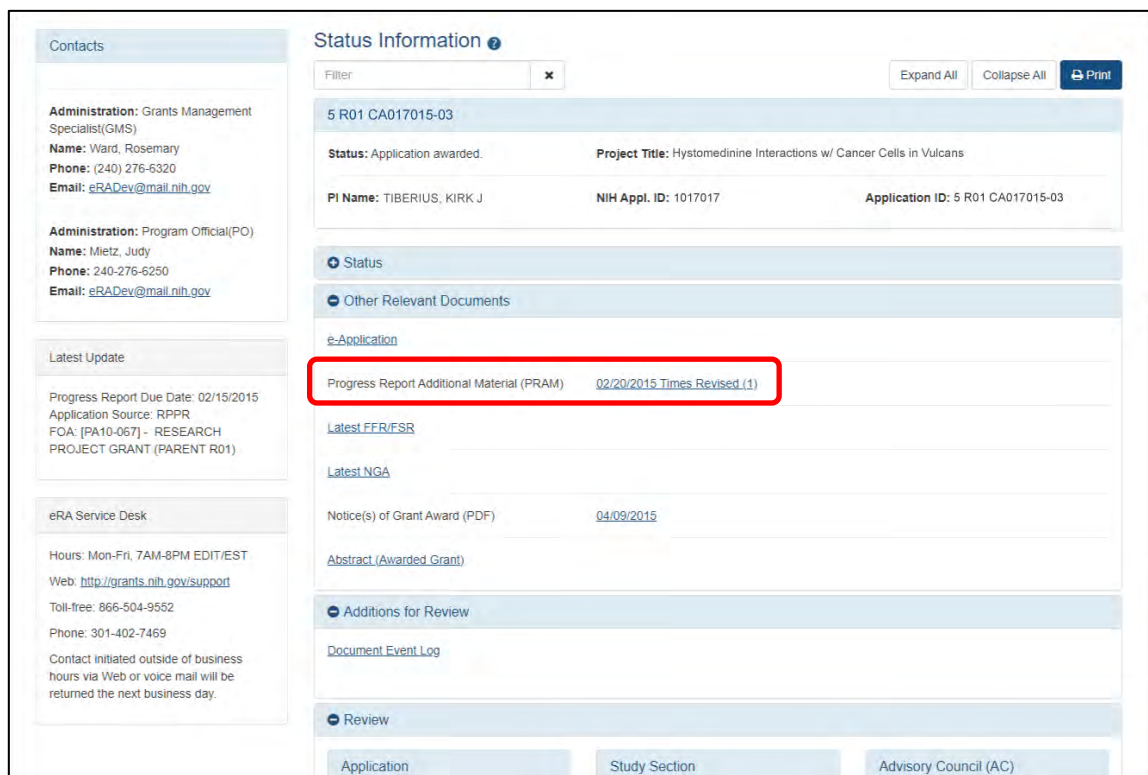 Contacts
Administration: Grants Management
Specialist(GMS)
Name: Ward, Rosemary
Phone: (240) 276-6320
Email: eRADev@mail.nih.gov
Administration: Program Official(PO)
Name: Mietz, Judy
Phone: 240-276-6250
Email: eRADev@mail.nih.gov
Latest Update
Progress Report Due Date: 02/15/2015
Application Source: RPPR
FOA: [PA10-067] - RESEARCH
PROJECT GRANT (PARENT R01)
eRA Service Desk
Hours: Mon-Fri, 7AM-8PM EDIT/EST
Web: http://grants.nih.gov/support
Toll-free: 866-504-9552
Phone: 301-402-7469
Contact initiated outside of business
hours via Web or voice mail will be
returned the next business day.
Status Information ?
Filter
Expand All Collapse All Print
5 R01 CA017015-03
Status: Application awarded. Project Title: Hystomedinine Interactions w/ Cancer Cells in Vulcans
PI Name: TIBERIUS, KIRK J NIH Appl. ID: 1017017 Application ID: 5 R01 CA017015-03
Status
Other Relevant Documents
e-Application
Progress Report Additional Material (PRAM) 02/20/2015 Times Revised (1)
Latest FFR/FSR
Latest NGA
Notice(s) of Grant Award (PDF) 04/09/2015
Abstract (Awarded Grant)
Additions for Review
Document Event Log
Review
Application Study Section Advisory Council (AC)